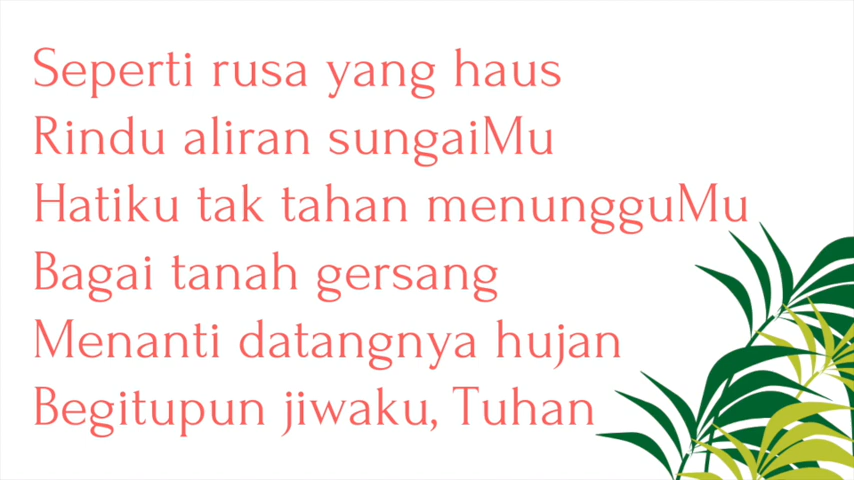 Seperti rusa yang haus
Rindu aliran sungaiMu
Hatiku tak tahan menungguMu
Bagai tanah gersang
Menanti datangnya hujan
Begitupun jiwaku, Tuhan